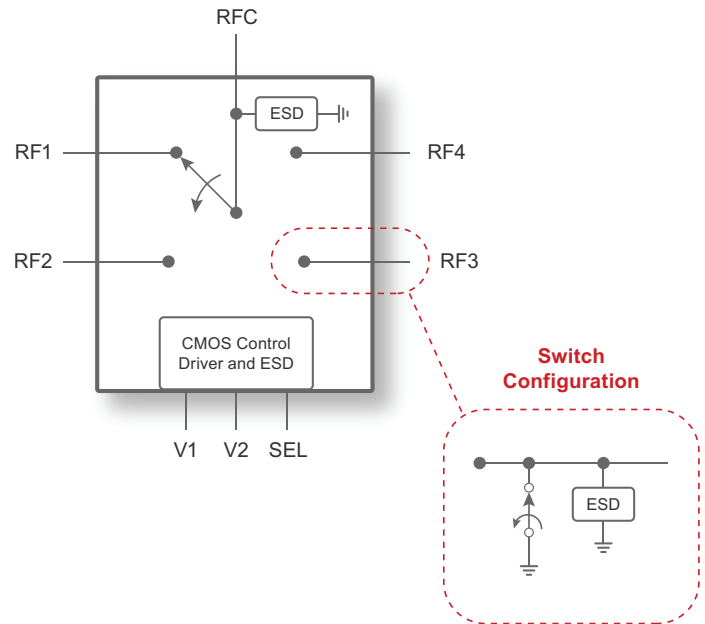 RFC
ESD
RF1
RF4
RF2
RF3
CMOS Control
Driver and ESD
V1 V2 SEL
Switch
Configuration
ESD